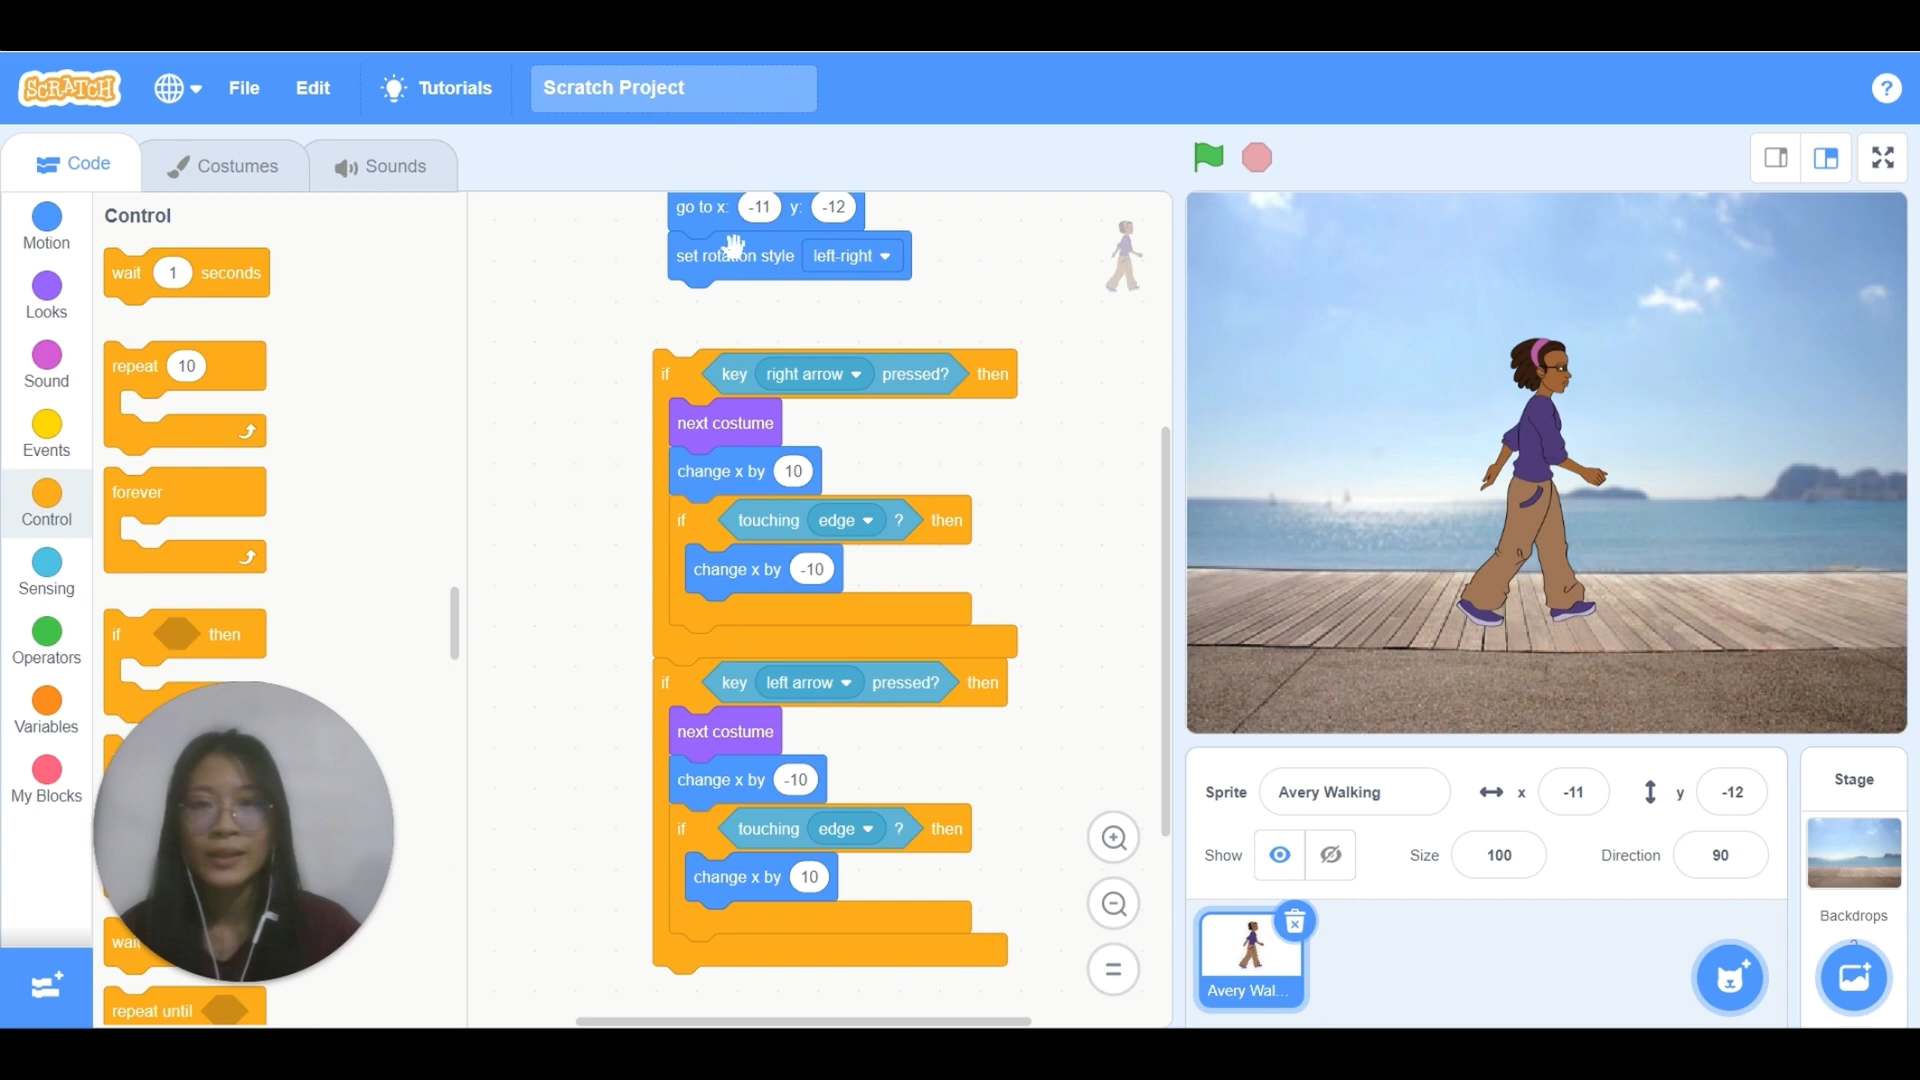 SCRATCH
File
Edit
Tutorials
Scratch Project
?
Code
Costumes
Sounds
Motion
Looks
Sound
Events
Control
Sensing
Operators
Variables
My Blocks
Control
wait 1 seconds
repeat 10
forever
if then
repeat until
go to x: -11 y: -12
set rotation style left-right
if key right arrow pressed? then
next costume
change x by 10
if touching edge ? then
change x by -10
if key left arrow pressed? then
next costume
change x by -10
if touching edge ? then
change x by 10
Sprite Avery Walking x -11 y -12
Show Size 100 Direction 90
Avery Wal...
Stage
Backdrops